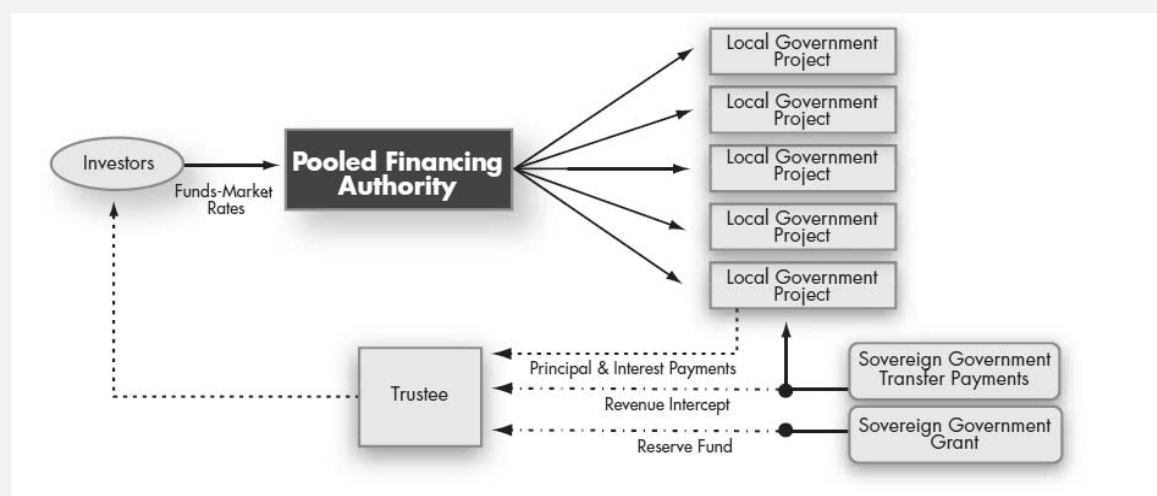 Local Government
Project
Local Government
Project
Local Government
Project
Local Government
Project
Local Government
Project
Investors
Funds-Market
Rates
Pooled Financing
Authority
Principal & Interest Payments
Revenue Intercept
Reserve Fund
Trustee
Sovereign Government
Transfer Payments
Sovereign Government
Grant